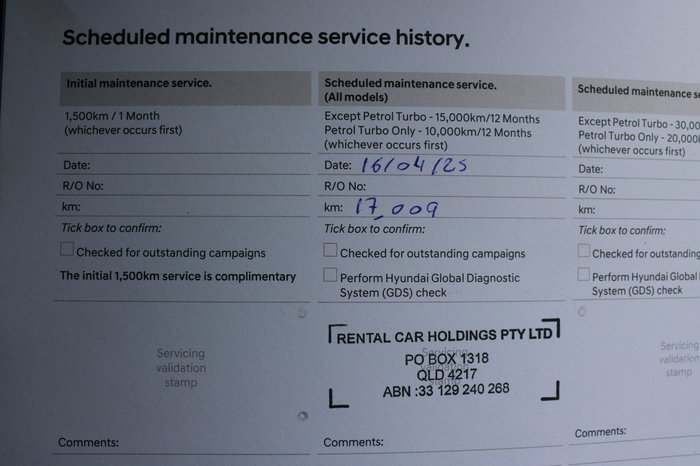 Scheduled maintenance service history.
Initial maintenance service.
1,500km / 1 Month
(whichever occurs first)
Date:
R/O No:
km:
Tick box to confirm:
Checked for outstanding campaigns
The initial 1,500km service is complimentary
Servicing
validation
stamp
Comments:
Scheduled maintenance service.
(All models)
Except Petrol Turbo - 15,000km/12 Months
Petrol Turbo Only - 10,000km/12 Months
(whichever occurs first)
Date: 16/04/25
R/O No:
km: 17,009
Tick box to confirm:
Checked for outstanding campaigns
Perform Hyundai Global Diagnostic
System (GDS) check
Servicing
validation
stamp
RENTAL CAR HOLDINGS PTY LTD
PO BOX 1318
QLD 4217
ABN :33 129 240 268
Comments:
Scheduled maintenance se
Except Petrol Turbo - 30,00
Petrol Turbo Only - 20,000
(whichever occurs first)
Date:
R/O No:
km:
Tick box to confirm:
Checked for outstanding
Perform Hyundai Global
System (GDS) check
Servicing
validation
stamp
Comments: